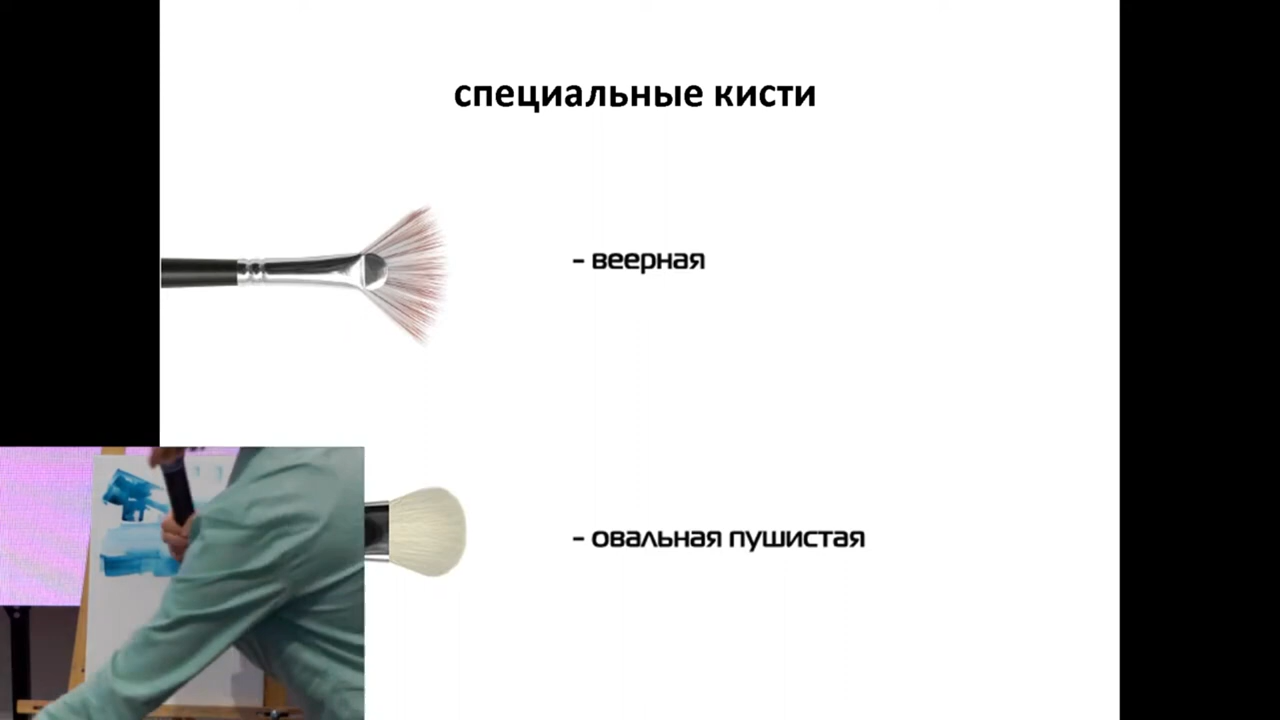 специальные кисти
- веерная
- овальная пушистая